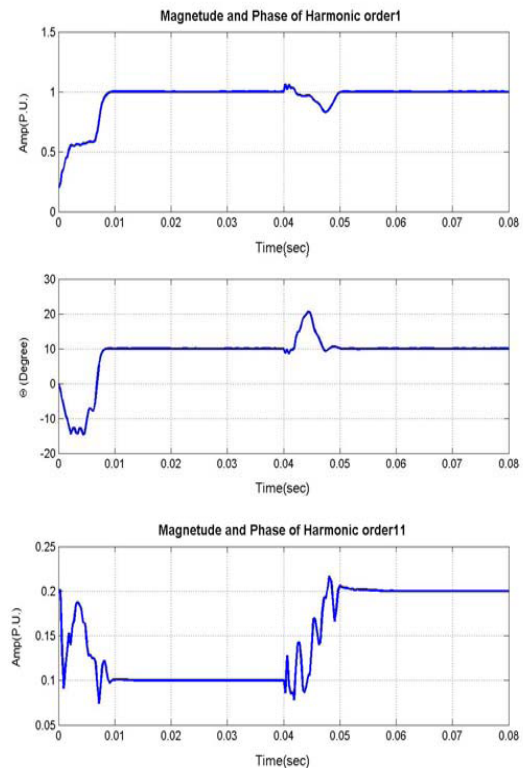 Magnetude and Phase of Harmonic order1
1.5
1
0.5
0
Amp(P.U.)
0 0.01 0.02 0.03 0.04 0.05 0.06 0.07 0.08
Time(sec)
30
20
10
0
-10
-20
Θ (Degree)
0 0.01 0.02 0.03 0.04 0.05 0.06 0.07 0.08
Time(sec)
Magnetude and Phase of Harmonic order11
0.25
0.2
0.15
0.1
0.05
Amp(P.U.)
0 0.01 0.02 0.03 0.04 0.05 0.06 0.07 0.08
Time(sec)